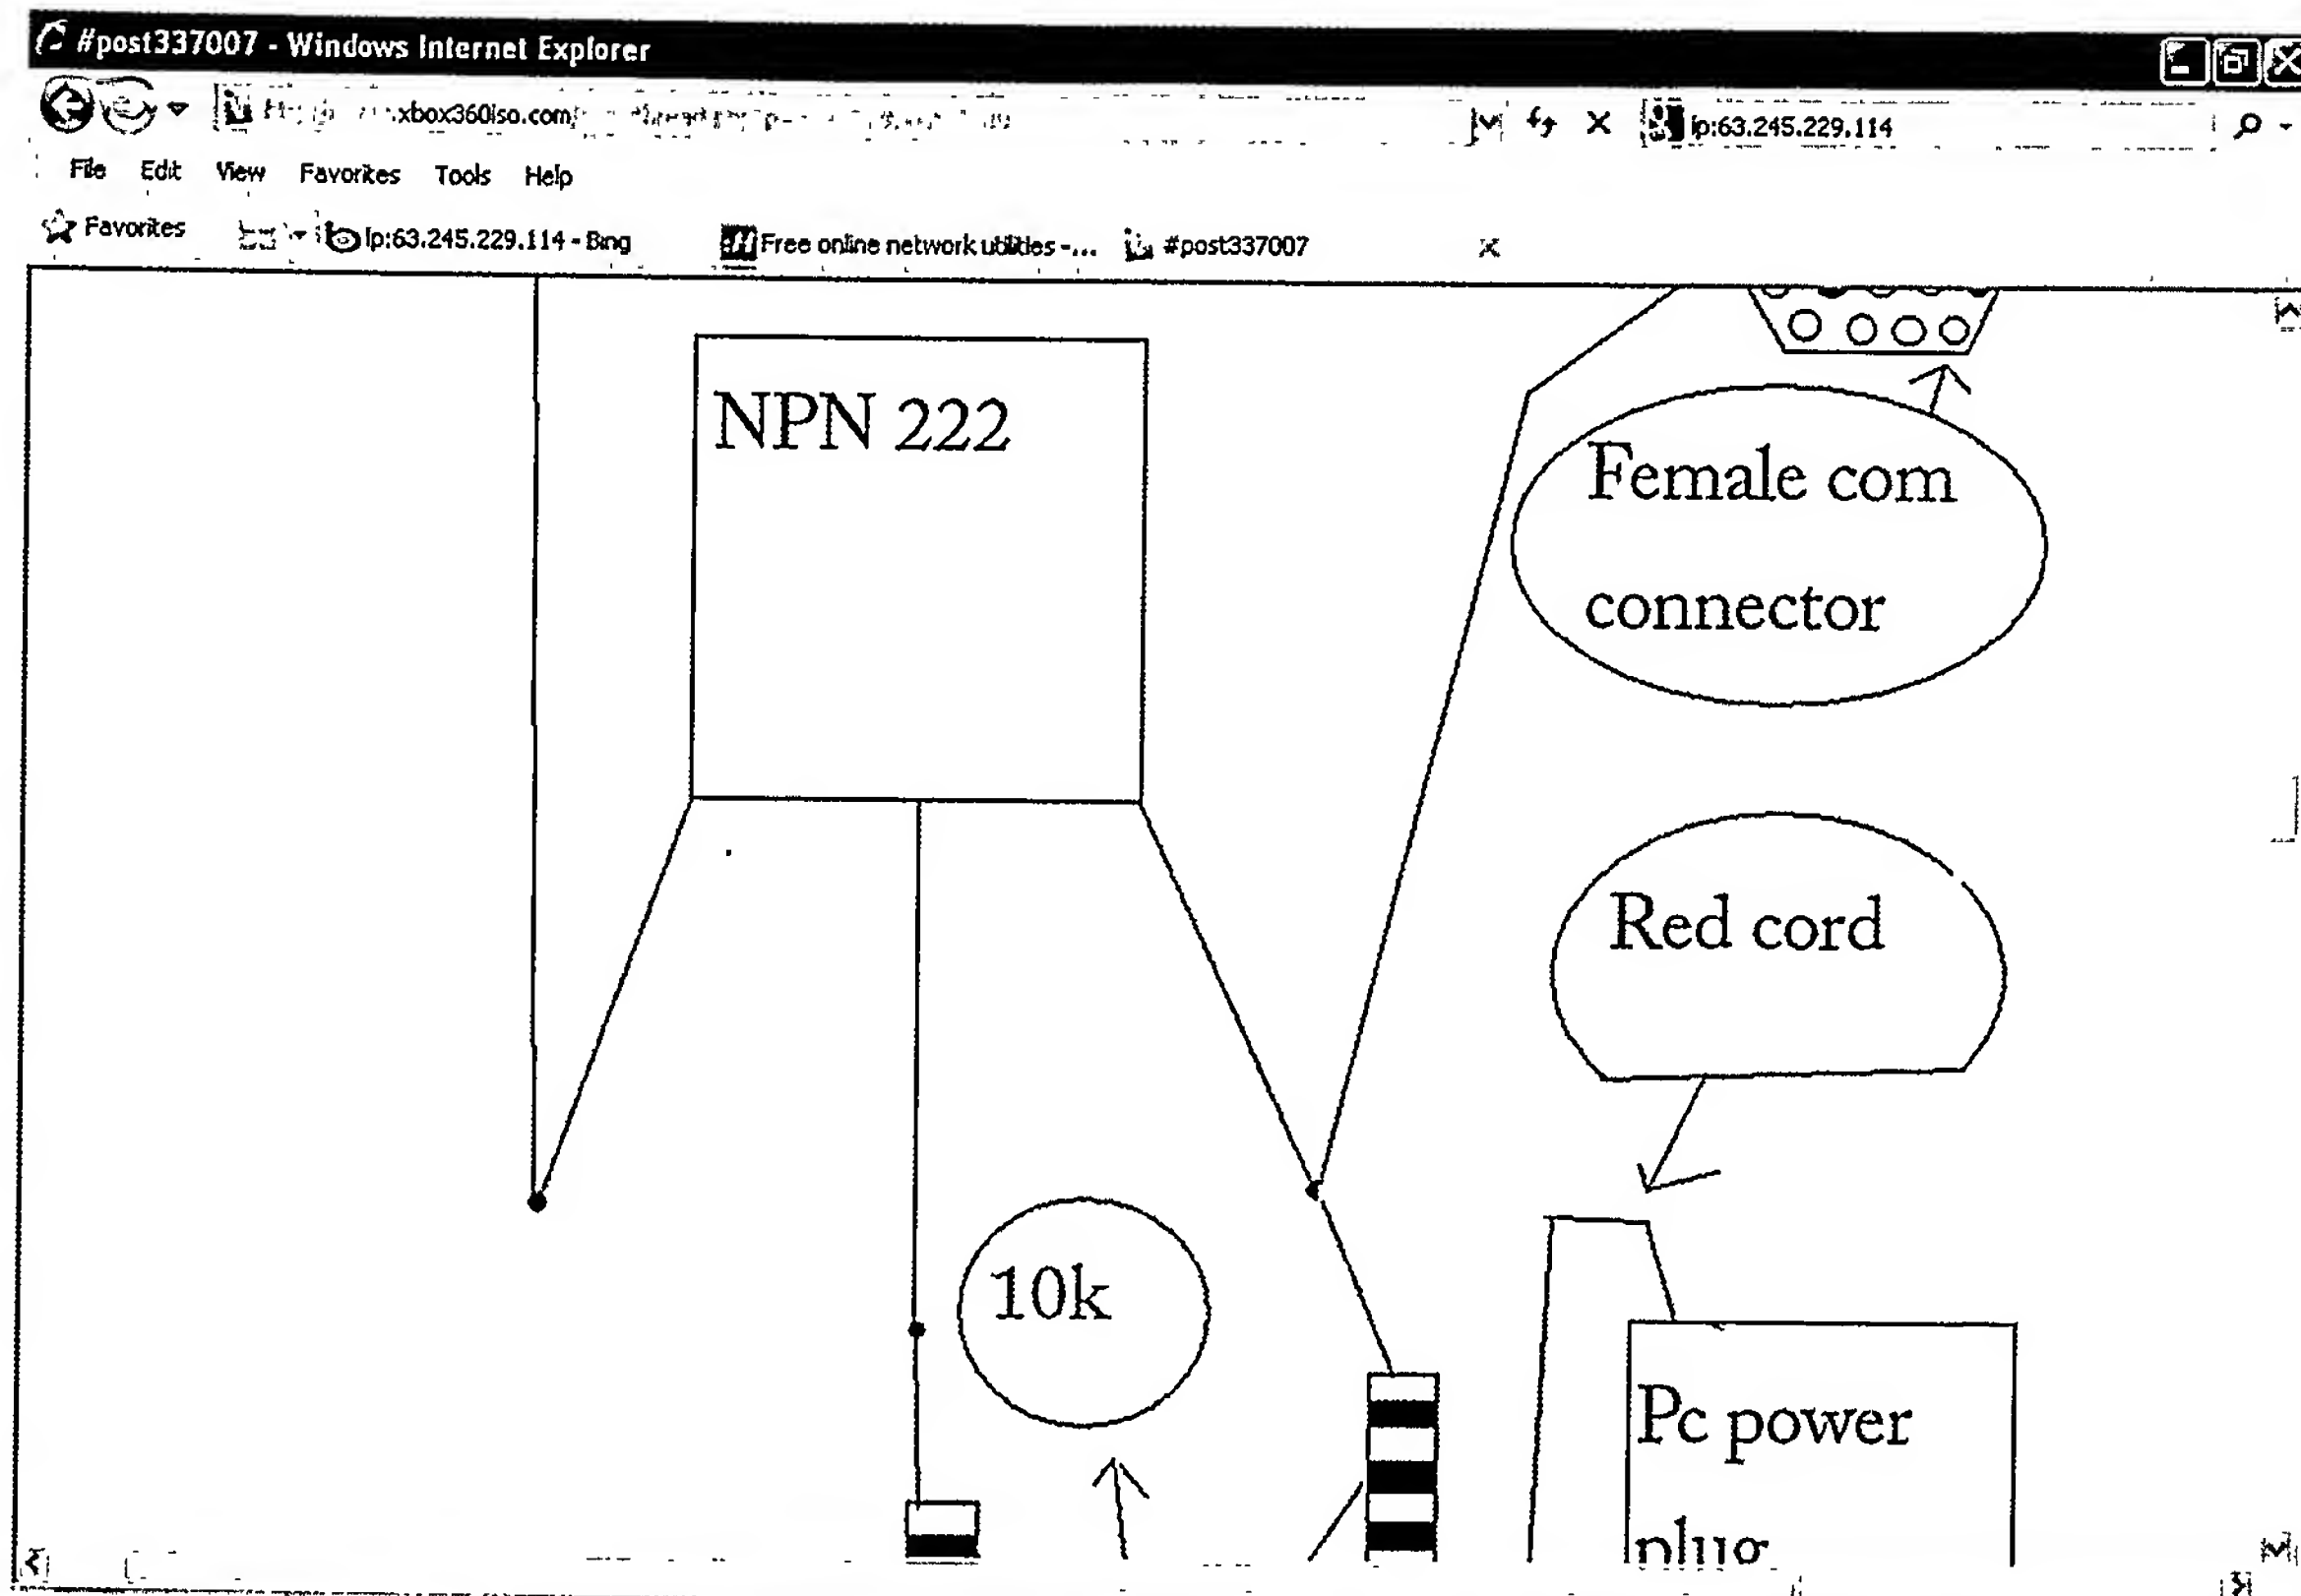 #post337007 - Windows Internet Explorer
.xbox360iso.com
ip:63.245.229.114
File Edit View Favorites Tools Help
Favorites
ip:63.245.229.114 - Bing
Free online network utilities -...
#post337007
NPN 222
Female com
connector
Red cord
10k
Pc power
plug